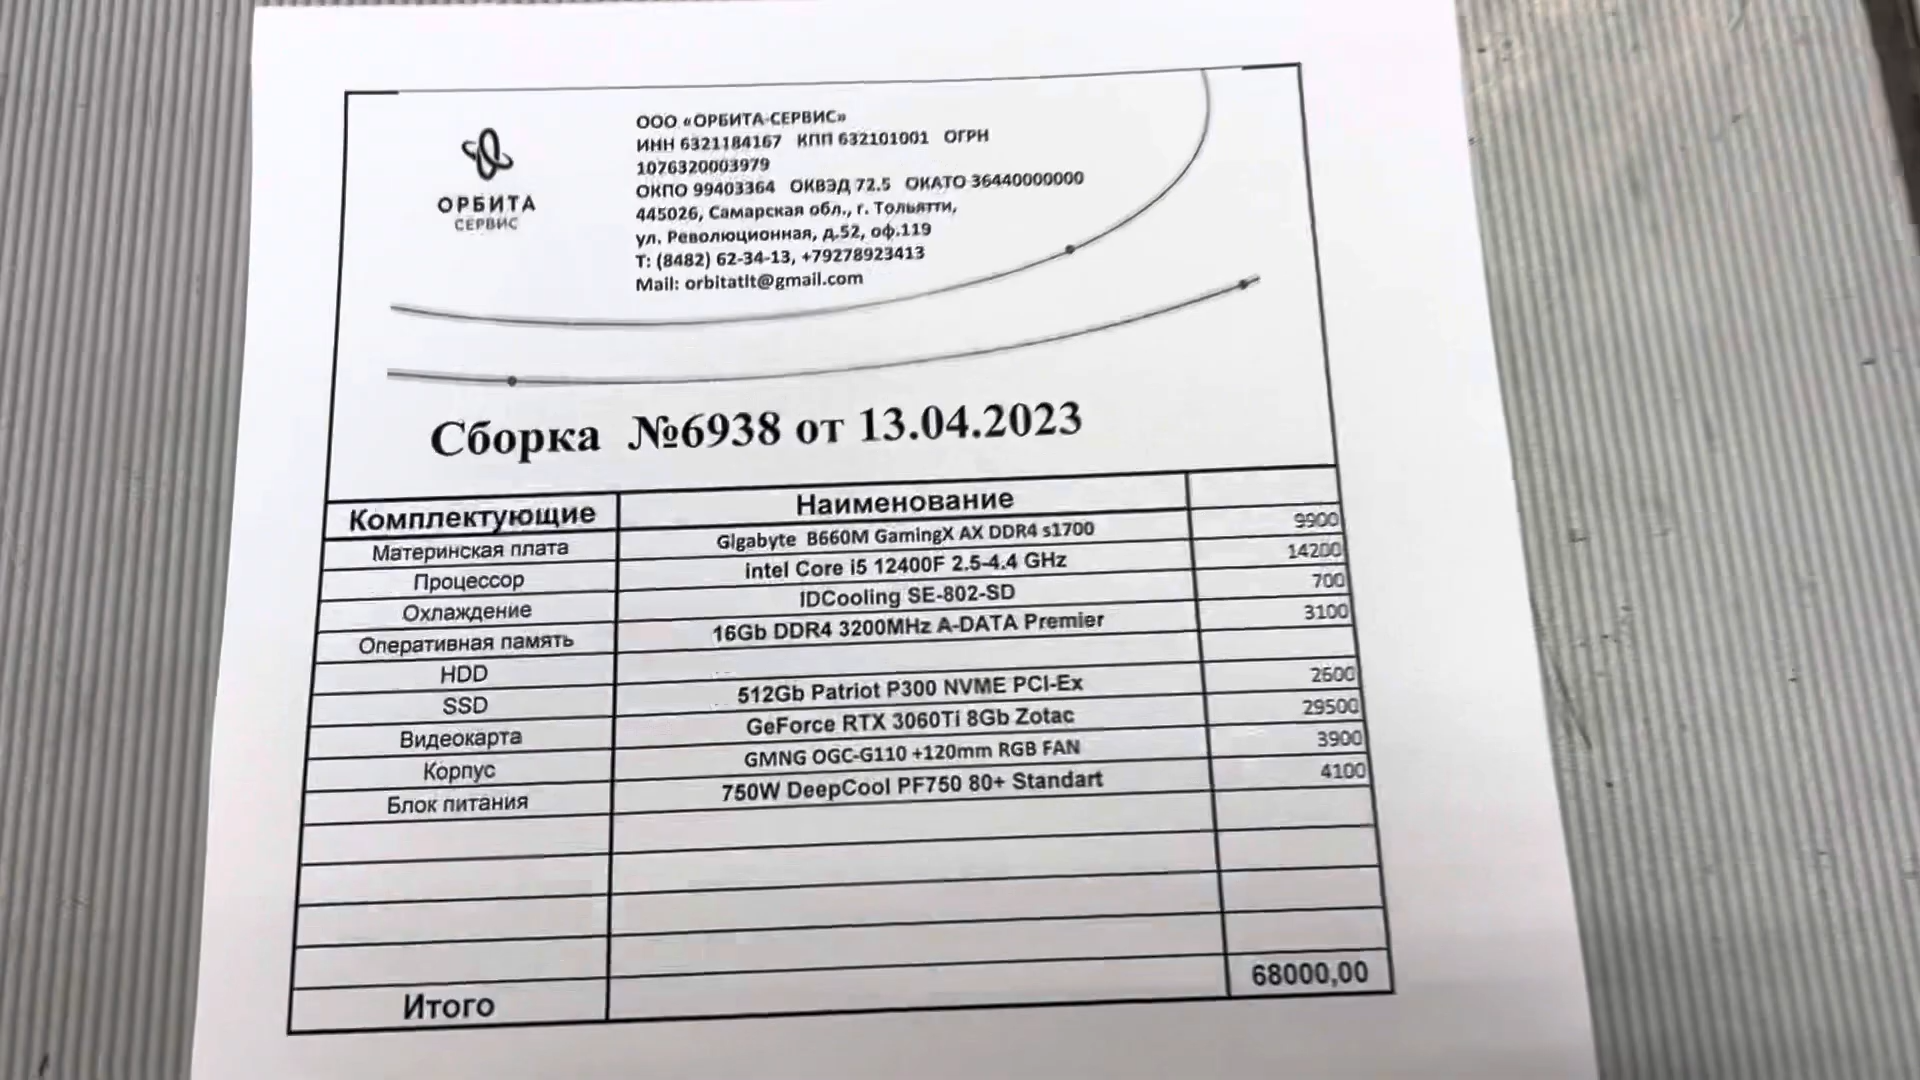 ОРБИТА
СЕРВИС
ООО «ОРБИТА-СЕРВИС»
ИНН 6321184167 КПП 632101001 ОГРН
1076320003979
ОКПО 99403364 ОКВЭД 72.5 ОКАТО 36440000000
445026, Самарская обл., г. Тольятти,
ул. Революционная, д.52, оф.119
Т: (8482) 62-34-13, +79278923413
Mail: orbitatlt@gmail.com
Сборка №6938 от 13.04.2023
Комплектующие Наименование
Материнская плата Gigabyte B660M GamingX AX DDR4 s1700 9900
Процессор intel Core i5 12400F 2.5-4.4 GHz 14200
Охлаждение IDCooling SE-802-SD 700
Оперативная память 16Gb DDR4 3200MHz A-DATA Premier 3100
HDD
SSD 512Gb Patriot P300 NVME PCI-Ex 2600
Видеокарта GeForce RTX 3060Ti 8Gb Zotac 29500
Корпус GMNG OGC-G110 +120mm RGB FAN 3900
Блок питания 750W DeepCool PF750 80+ Standart 4100
Итого 68000,00